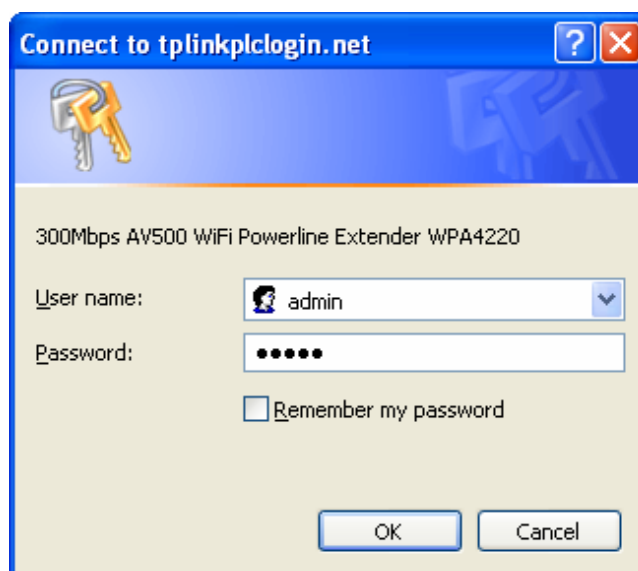 Connect to tplinkplclogin.net
300Mbps AV500 WiFi Powerline Extender WPA4220
User name: admin
Password: •••••
Remember my password
OK Cancel